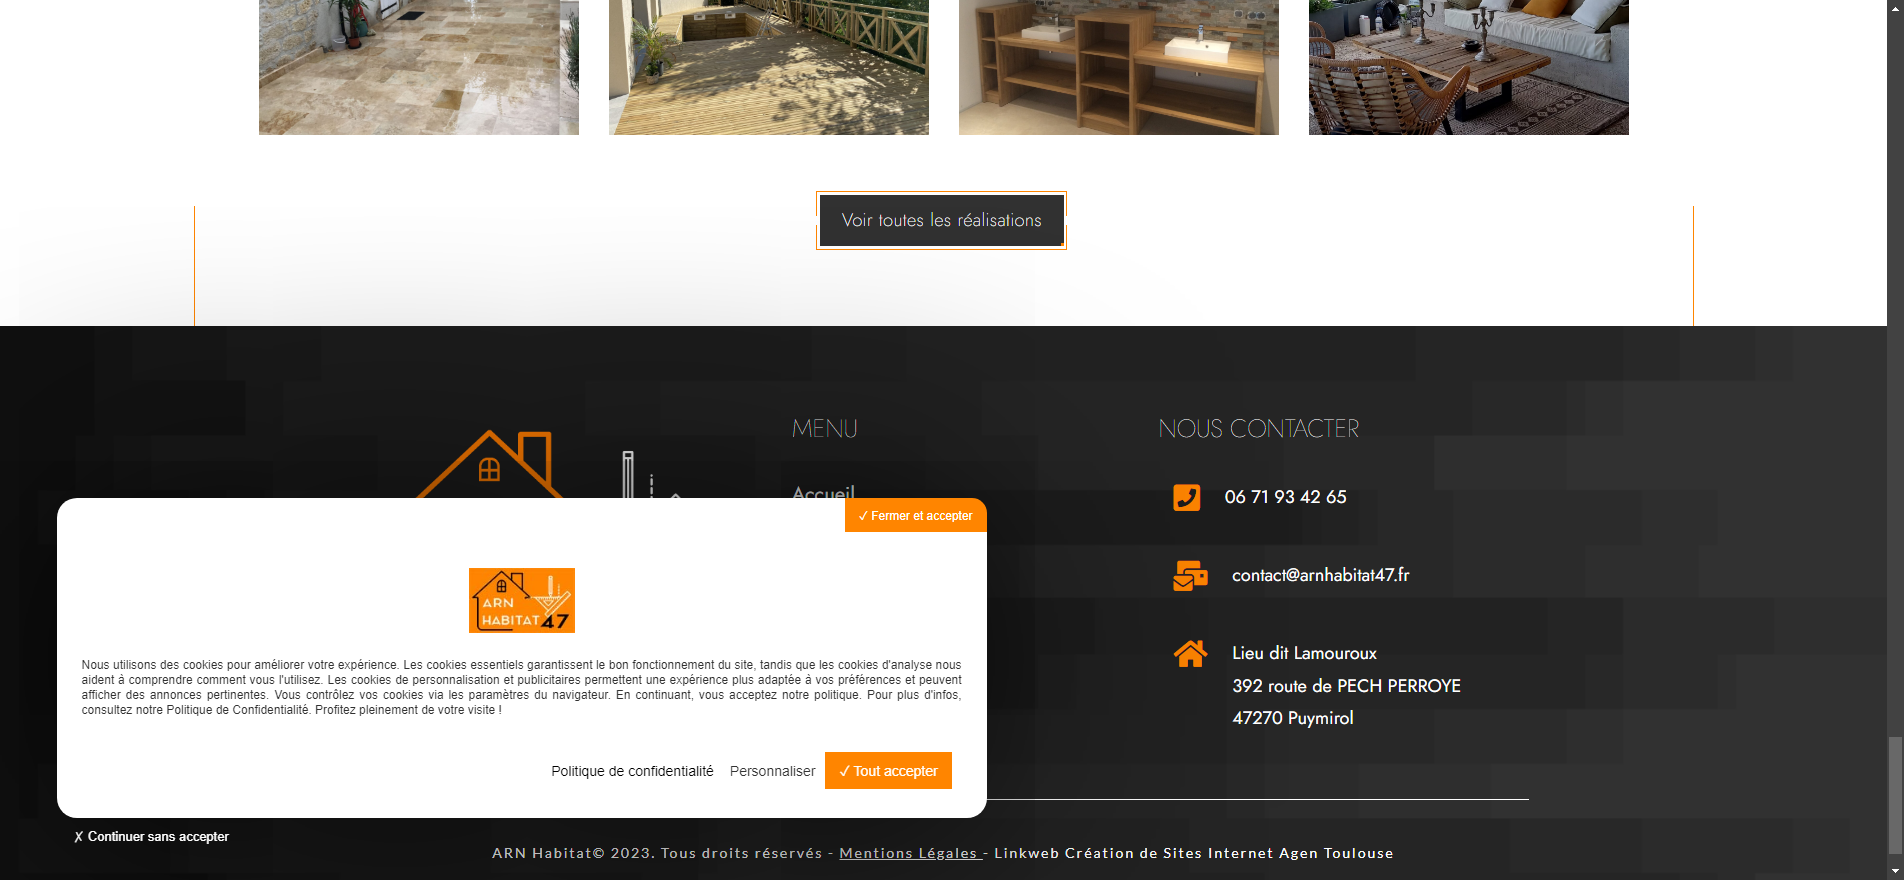 Voir toutes les réalisations
MENU
Accueil
NOUS CONTACTER
06 71 93 42 65
contact@arnhabitat47.fr
Lieu dit Lamouroux
392 route de PECH PERROYE
47270 Puymirol
✓ Fermer et accepter
ARN
HABITAT 47
Nous utilisons des cookies pour améliorer votre expérience. Les cookies essentiels garantissent le bon fonctionnement du site, tandis que les cookies d'analyse nous
aident à comprendre comment vous l'utilisez. Les cookies de personnalisation et publicitaires permettent une expérience plus adaptée à vos préférences et peuvent
afficher des annonces pertinentes. Vous contrôlez vos cookies via les paramètres du navigateur. En continuant, vous acceptez notre politique. Pour plus d'infos,
consultez notre Politique de Confidentialité. Profitez pleinement de votre visite !
Politique de confidentialité Personnaliser ✓ Tout accepter
✗ Continuer sans accepter
ARN Habitat© 2023. Tous droits réservés - Mentions Légales - Linkweb Création de Sites Internet Agen Toulouse